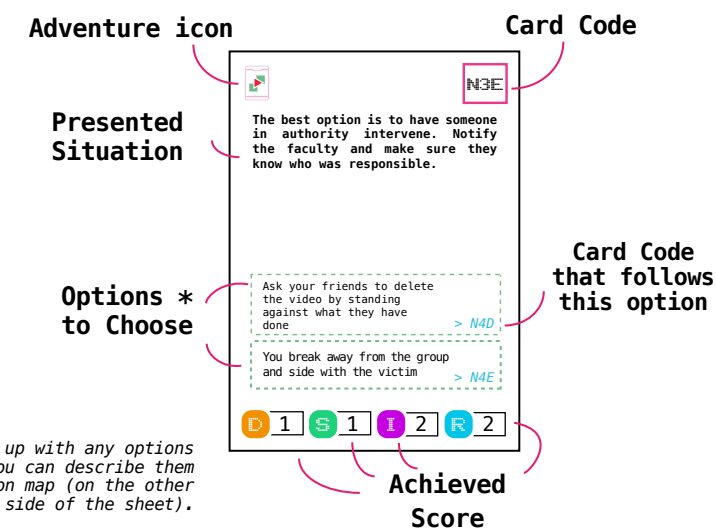 Adventure icon
Card Code
N3E
The best option is to have someone
in authority intervene. Notify
the faculty and make sure they
know who was responsible.
Presented
Situation
Card Code
that follows
this option
Options *
to Choose
Ask your friends to delete
the video by standing
against what they have
done
> N4D
You break away from the group
and side with the victim
> N4E
D 1 S 1 I 2 R 2
up with any options
ou can describe them
on map (on the other
side of the sheet).
Achieved
Score